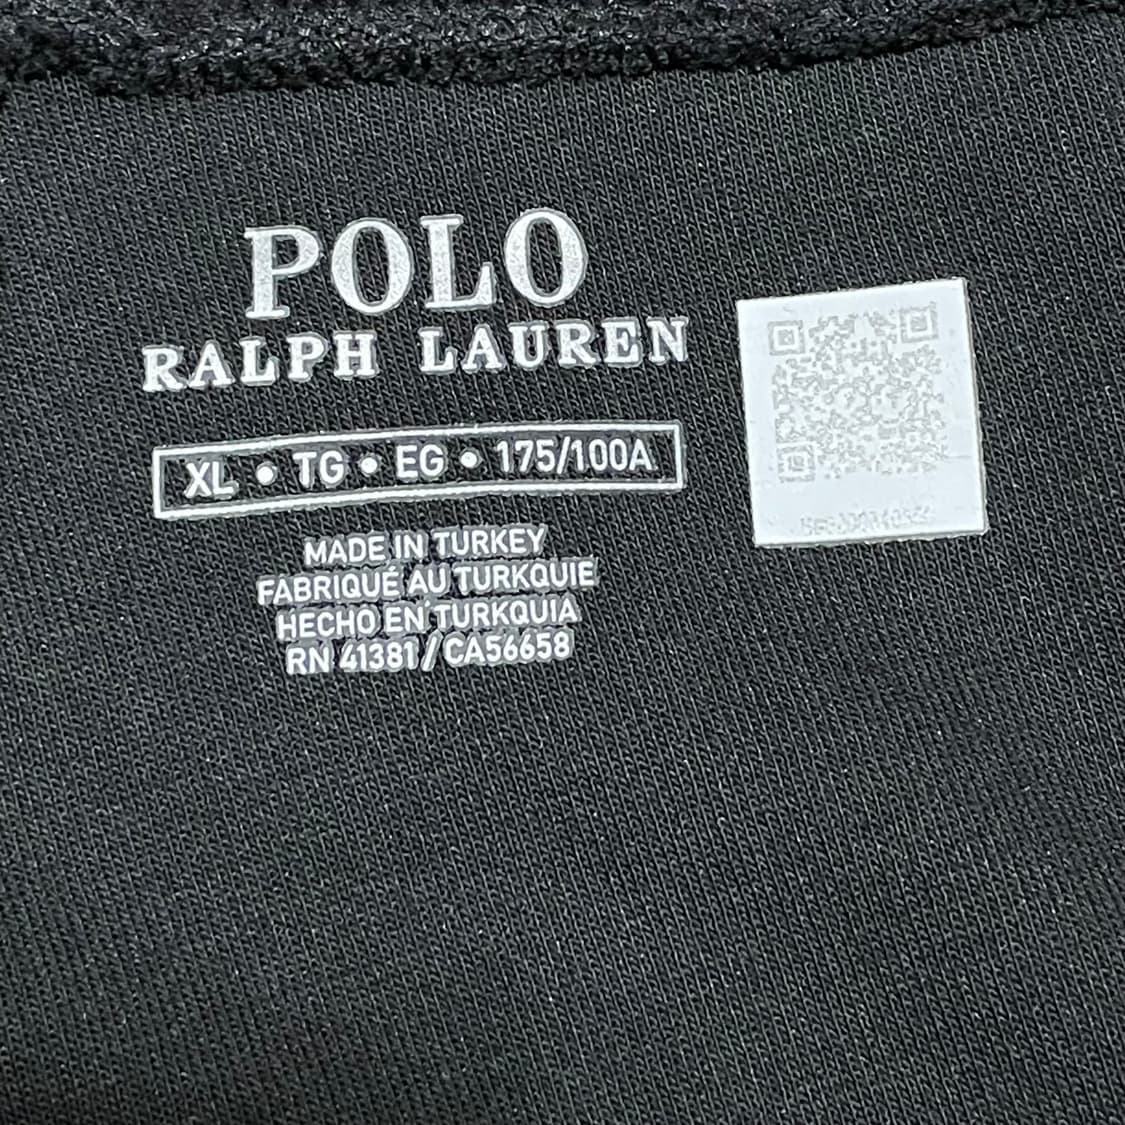 POLO
RALPH LAUREN
XL • TG • EG • 175/100A
MADE IN TURKEY
FABRIQUÉ AU TURKQUIE
HECHO EN TURKQUIA
RN 41381 / CA56658